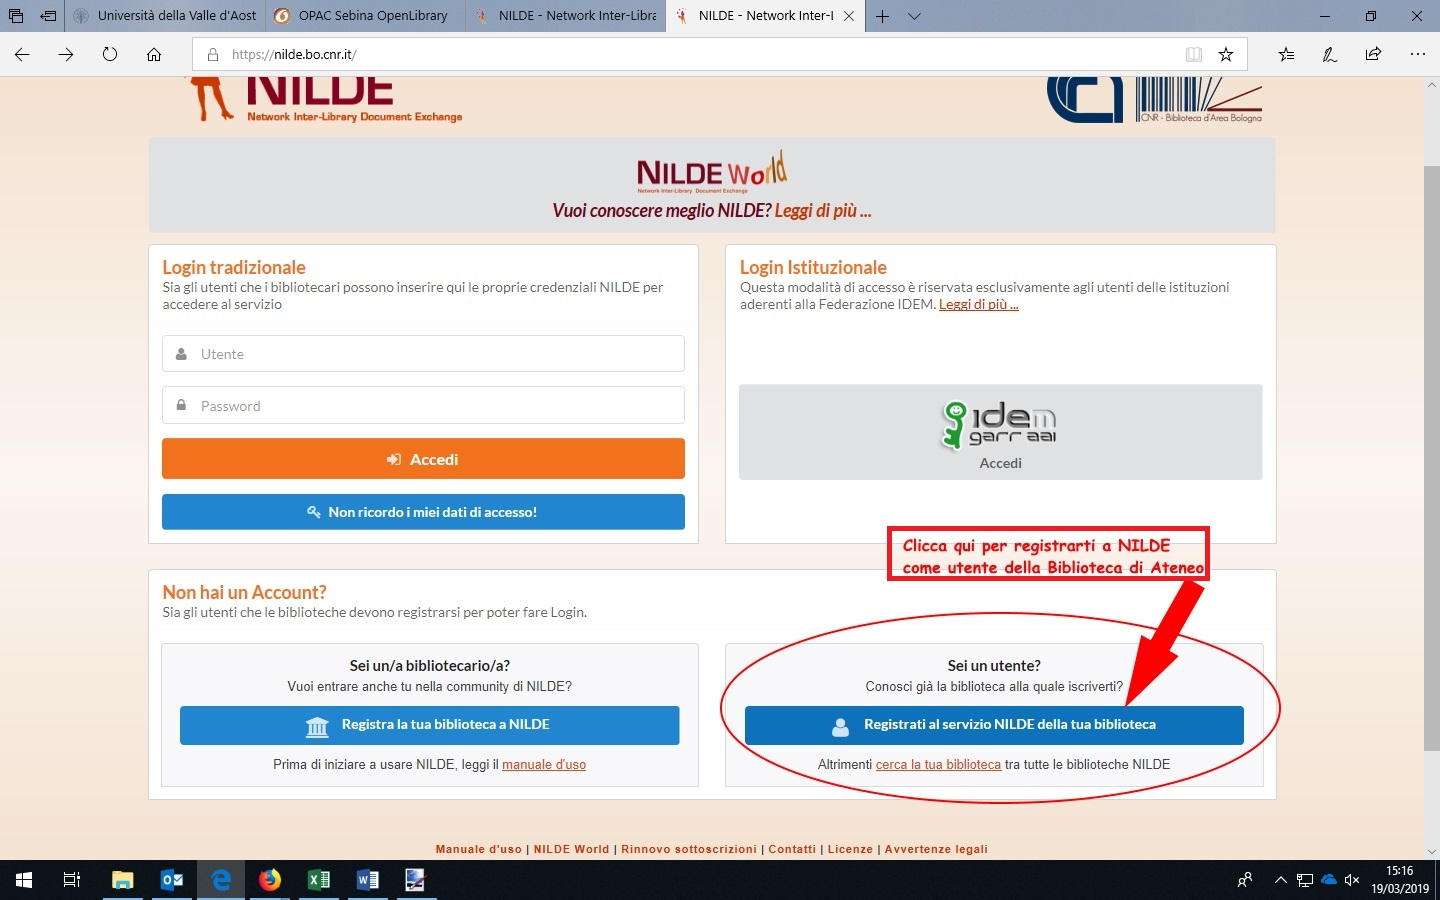 Università della Valle d'Aost
OPAC Sebina OpenLibrary
NILDE - Network Inter-Libra
NILDE - Network Inter-L
https://nilde.bo.cnr.it/
NILDE
Network Inter-Library Document Exchange
CNR - Biblioteca d'Area Bologna
NILDE World
Network Inter-Library Document Exchange
Vuoi conoscere meglio NILDE? Leggi di più ...
Login tradizionale
Sia gli utenti che i bibliotecari possono inserire qui le proprie credenziali NILDE per
accedere al servizio
Utente
Password
Accedi
Non ricordo i miei dati di accesso!
Login Istituzionale
Questa modalità di accesso è riservata esclusivamente agli utenti delle istituzioni
aderenti alla Federazione IDEM. Leggi di più ...
idem
garr aai
Accedi
Clicca qui per registrarti a NILDE
come utente della Biblioteca di Ateneo
Non hai un Account?
Sia gli utenti che le biblioteche devono registrarsi per poter fare Login.
Sei un/a bibliotecario/a?
Vuoi entrare anche tu nella community di NILDE?
Registra la tua biblioteca a NILDE
Prima di iniziare a usare NILDE, leggi il manuale d'uso
Sei un utente?
Conosci già la biblioteca alla quale iscriverti?
Registrati al servizio NILDE della tua biblioteca
Altrimenti cerca la tua biblioteca tra tutte le biblioteche NILDE
Manuale d'uso | NILDE World | Rinnovo sottoscrizioni | Contatti | Licenze | Avvertenze legali
15:16
19/03/2019